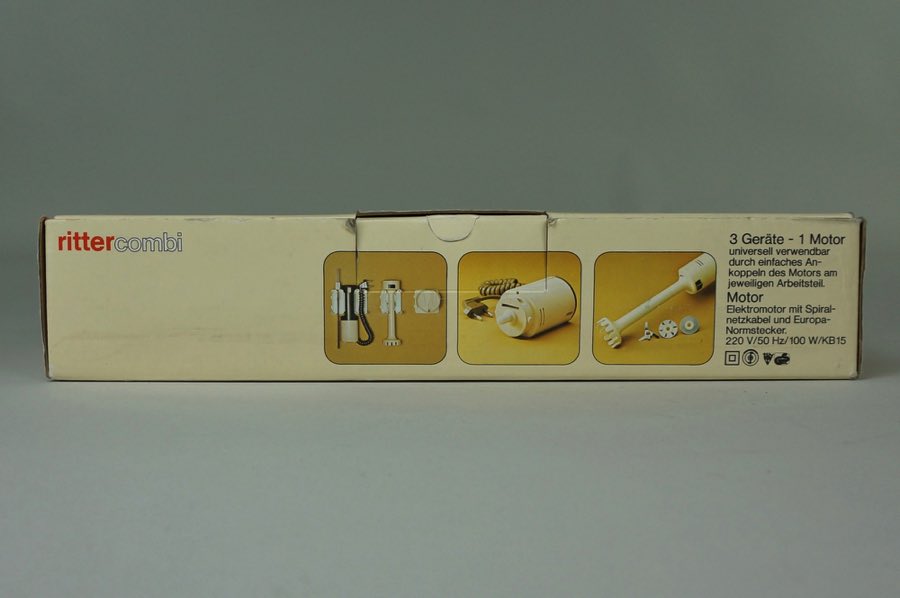 rittercombi
3 Geräte - 1 Motor
universell verwendbar
durch einfaches An-
koppeln des Motors am
jeweiligen Arbeitsteil.
Motor
Elektromotor mit Spiral-
netzkabel und Europa-
Normstecker.
220 V/50 Hz/100 W/KB15